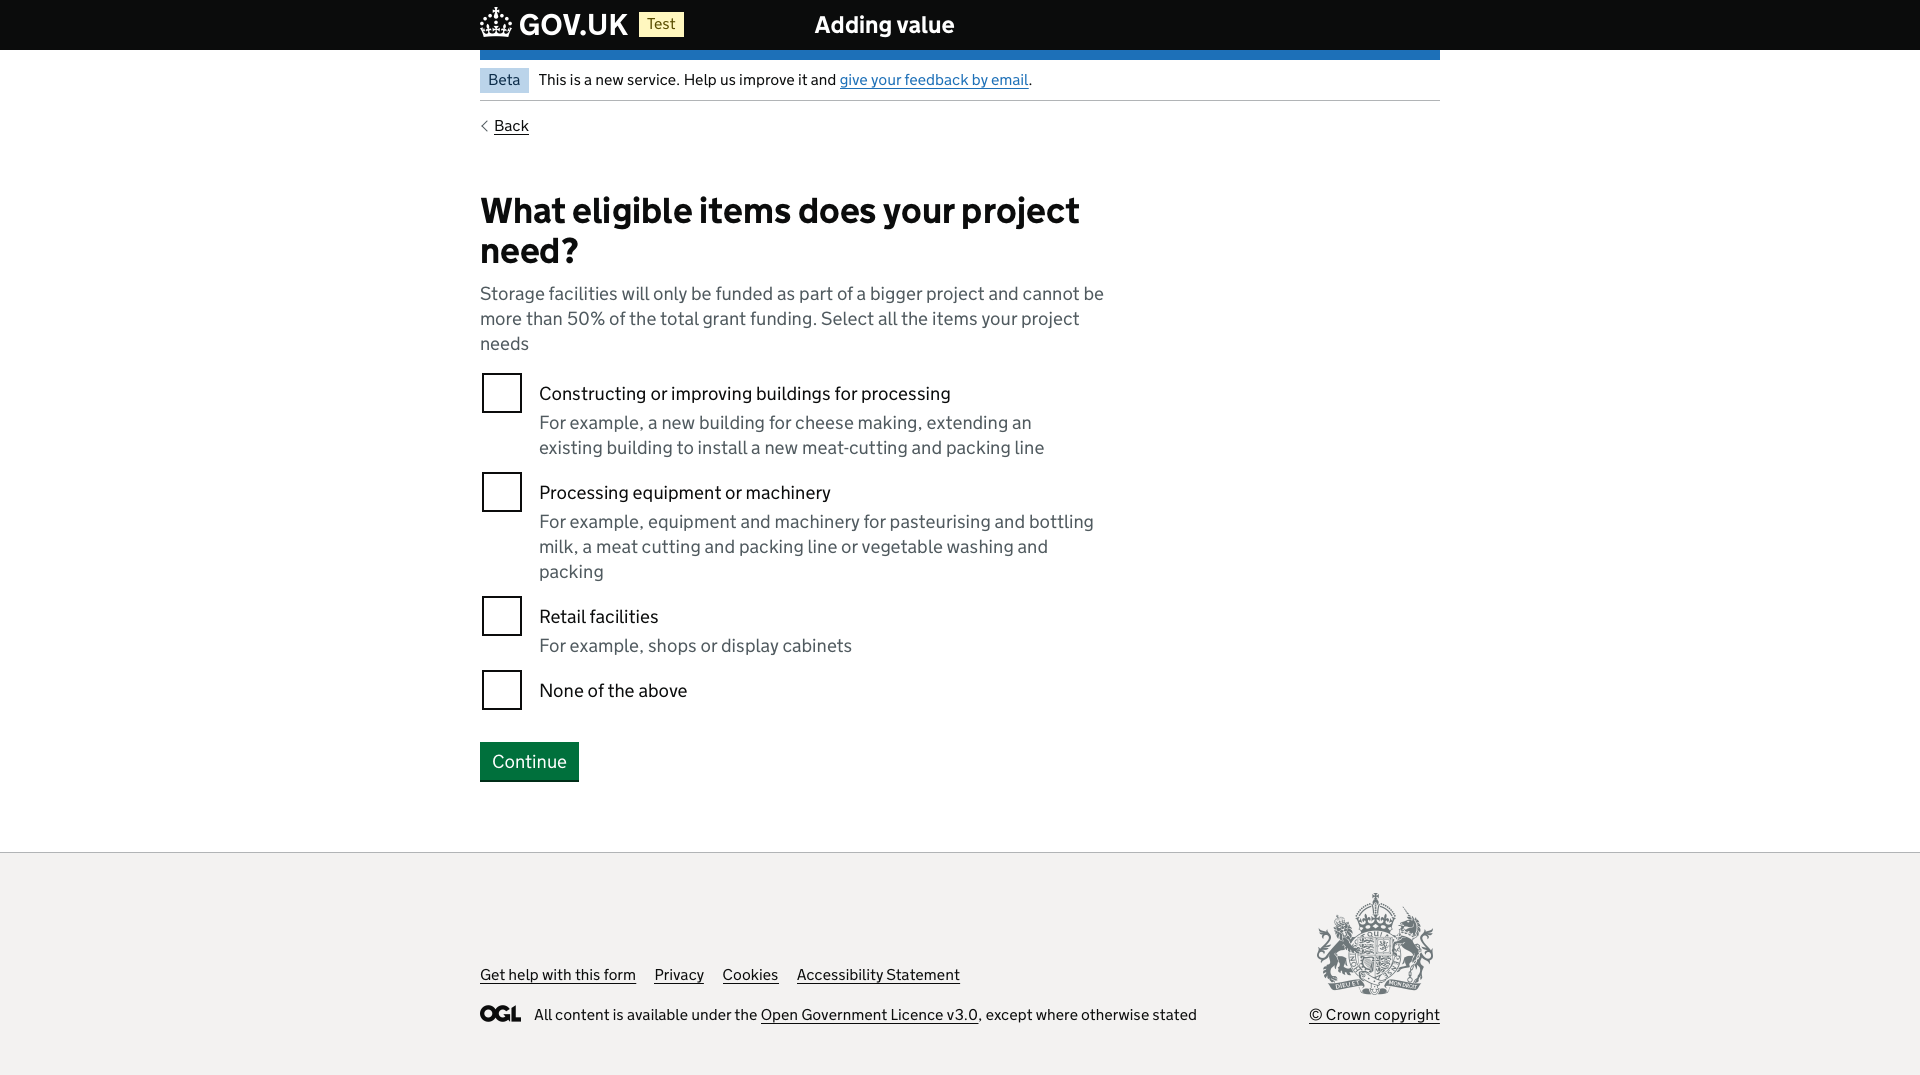 GOV.UK Test Adding value
Beta This is a new service. Help us improve it and give your feedback by email.
Back
What eligible items does your project
need?
Storage facilities will only be funded as part of a bigger project and cannot be
more than 50% of the total grant funding. Select all the items your project
needs
Constructing or improving buildings for processing
For example, a new building for cheese making, extending an
existing building to install a new meat-cutting and packing line
Processing equipment or machinery
For example, equipment and machinery for pasteurising and bottling
milk, a meat cutting and packing line or vegetable washing and
packing
Retail facilities
For example, shops or display cabinets
None of the above
Continue
Get help with this form Privacy Cookies Accessibility Statement
OGL All content is available under the Open Government Licence v3.0, except where otherwise stated
© Crown copyright